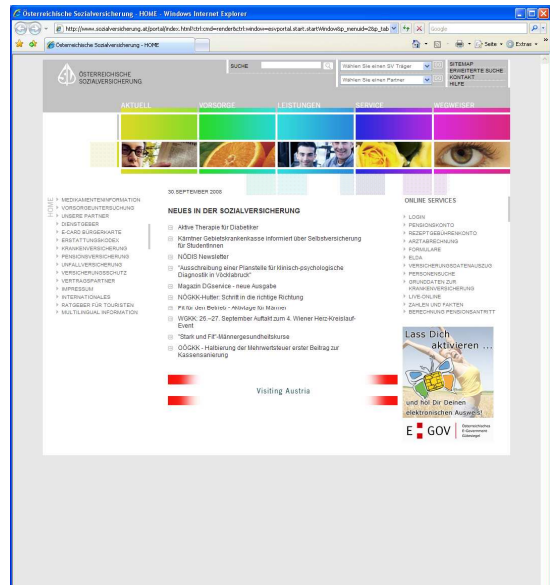 Österreichische Sozialversicherung - HOME - Windows Internet Explorer
http://www.sozialversicherung.at/portal/index.html?ctrl:cmd=render&ctrl:window=esvportal.start.startWindow&p_menuid=2&p_tab
Google
Österreichische Sozialversicherung - HOME
Seite
Extras
ÖSTERREICHISCHE
SOZIALVERSICHERUNG
SUCHE
Wählen Sie einen SV Träger
Wählen Sie einen Partner
SITEMAP
ERWEITERTE SUCHE
KONTAKT
HILFE
AKTUELL VORSORGE LEISTUNGEN SERVICE WEGWEISER
HOME
MEDIKAMENTENINFORMATION
VORSORGEUNTERSUCHUNG
UNSERE PARTNER
DIENSTGEBER
E-CARD BÜRGERKARTE
ERSTATTUNGSKODEX
KRANKENVERSICHERUNG
PENSIONSVERSICHERUNG
UNFALLVERSICHERUNG
VERSICHERUNGSSCHUTZ
VERTRAGSPARTNER
IMPRESSUM
INTERNATIONALES
RATGEBER FÜR TOURISTEN
MULTILINGUAL INFORMATION
30.SEPTEMBER 2008
NEUES IN DER SOZIALVERSICHERUNG
Aktive Therapie für Diabetiker
Kärntner Gebietskrankenkasse informiert über Selbstversicherung
für StudentInnen
NÖDIS Newsletter
"Ausschreibung einer Planstelle für klinisch-psychologische
Diagnostik in Vöcklabruck"
Magazin DGservice - neue Ausgabe
NÖGKK-Hutter: Schritt in die richtige Richtung
Fit für den Betrieb - Aktivtage für Männer
WGKK: 26.–27. September Auftakt zum 4. Wiener Herz-Kreislauf-
Event
"Stark und Fit"-Männergesundheitskurse
OÖGKK - Halbierung der Mehrwertsteuer erster Beitrag zur
Kassensanierung
Visiting Austria
ONLINE SERVICES
LOGIN
PENSIONSKONTO
REZEPTGEBÜHRENKONTO
ARZTABRECHNUNG
FORMULARE
ELDA
VERSICHERUNGSDATENAUSZUG
PERSONENSUCHE
GRUNDDATEN ZUR
KRANKENVERSICHERUNG
LIVE-ONLINE
ZAHLEN UND FAKTEN
BERECHNUNG PENSIONSANTRITT
Lass Dich
aktivieren ...
und hol Dir Deinen
elektronischen Ausweis!
E GOV
Österreichisches
E-Government
Gütesiegel